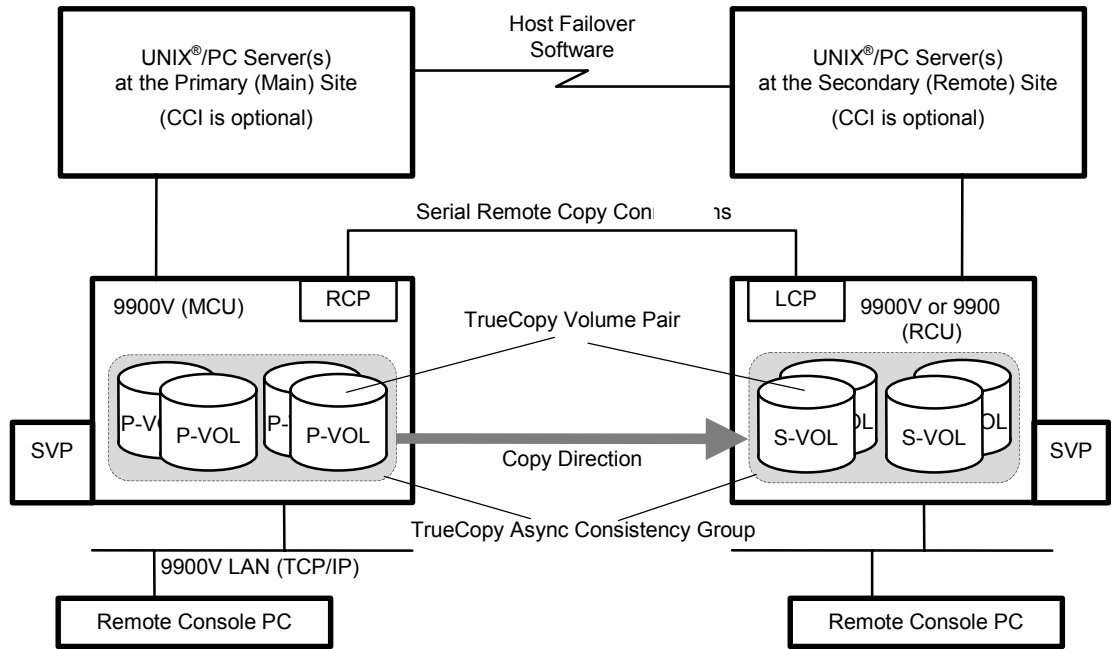 UNIX®/PC Server(s)
at the Primary (Main) Site
(CCI is optional)
Host Failover
Software
UNIX®/PC Server(s)
at the Secondary (Remote) Site
(CCI is optional)
Serial Remote Copy
9900V (MCU)
RCP
LCP
9900V or 9900
(RCU)
TrueCopy Volume Pair
P-VOL
P-VOL
S-VOL
S-VOL
SVP
SVP
Copy Direction
TrueCopy Async Consistency Group
9900V LAN (TCP/IP)
Remote Console PC
Remote Console PC